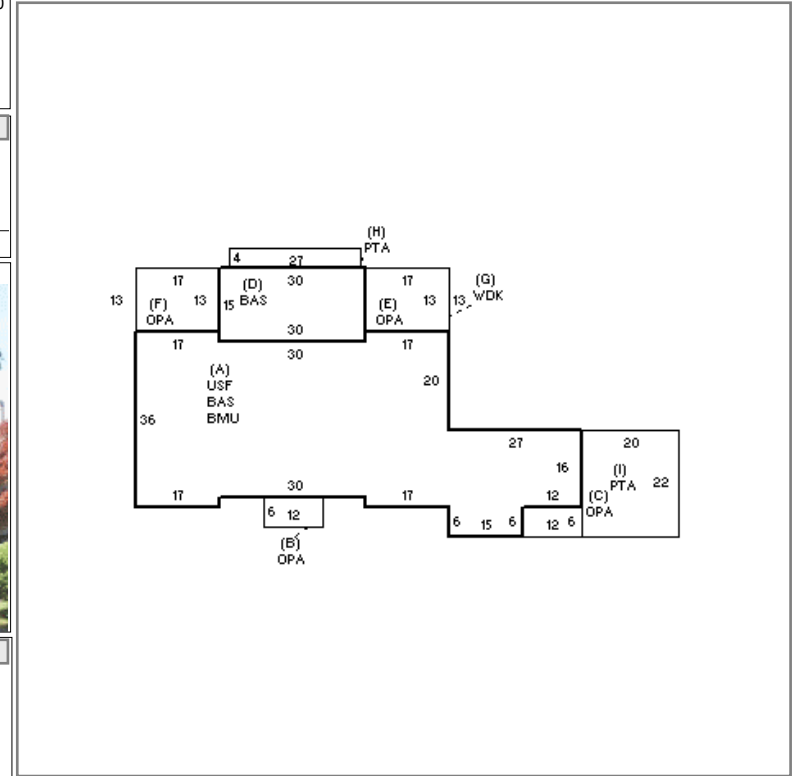 (H)
PTA
4 27
17 30 17
(D)
BAS
(G)
WDK
13 (F) 13 15 (E) 13 13
OPA OPA
30
17 30 17
(A)
USF
BAS
BMU
20
36
27 20
16 (I)
PTA 22
17 30 17 12 (C)
OPA
6 12 6 15 6 12 6
(B)
OPA